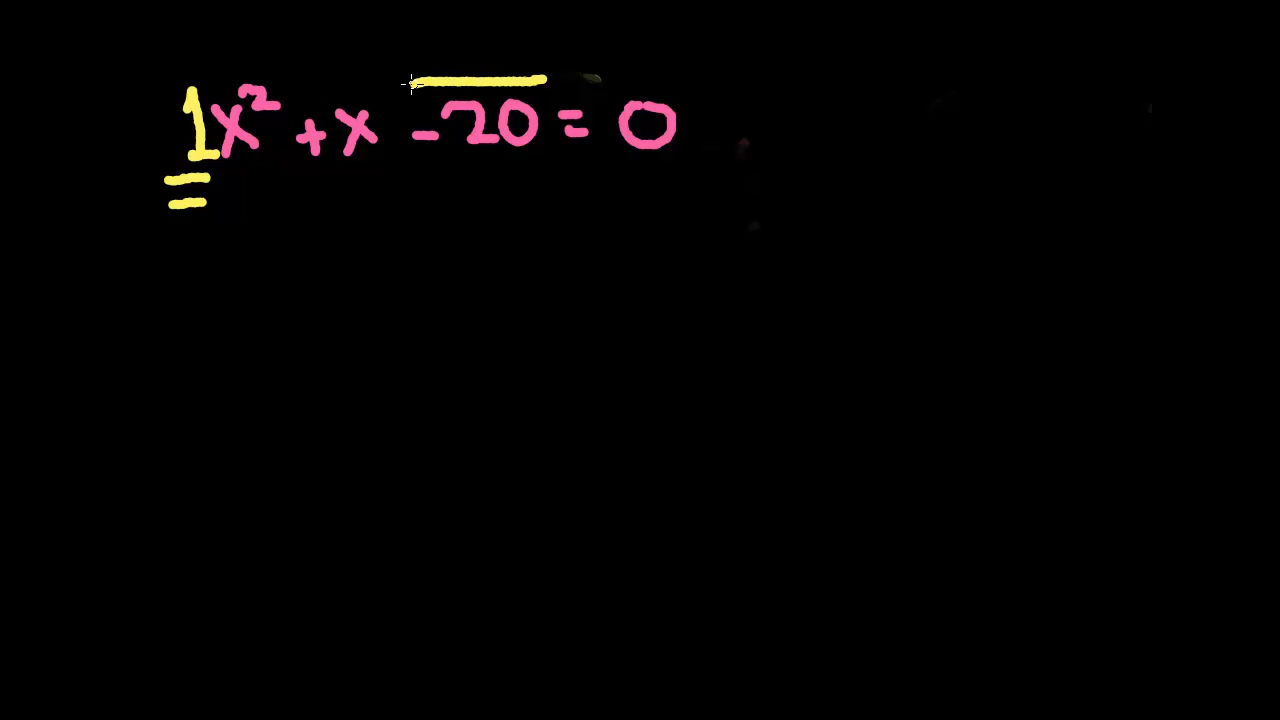 1x² + x - 20 = 0